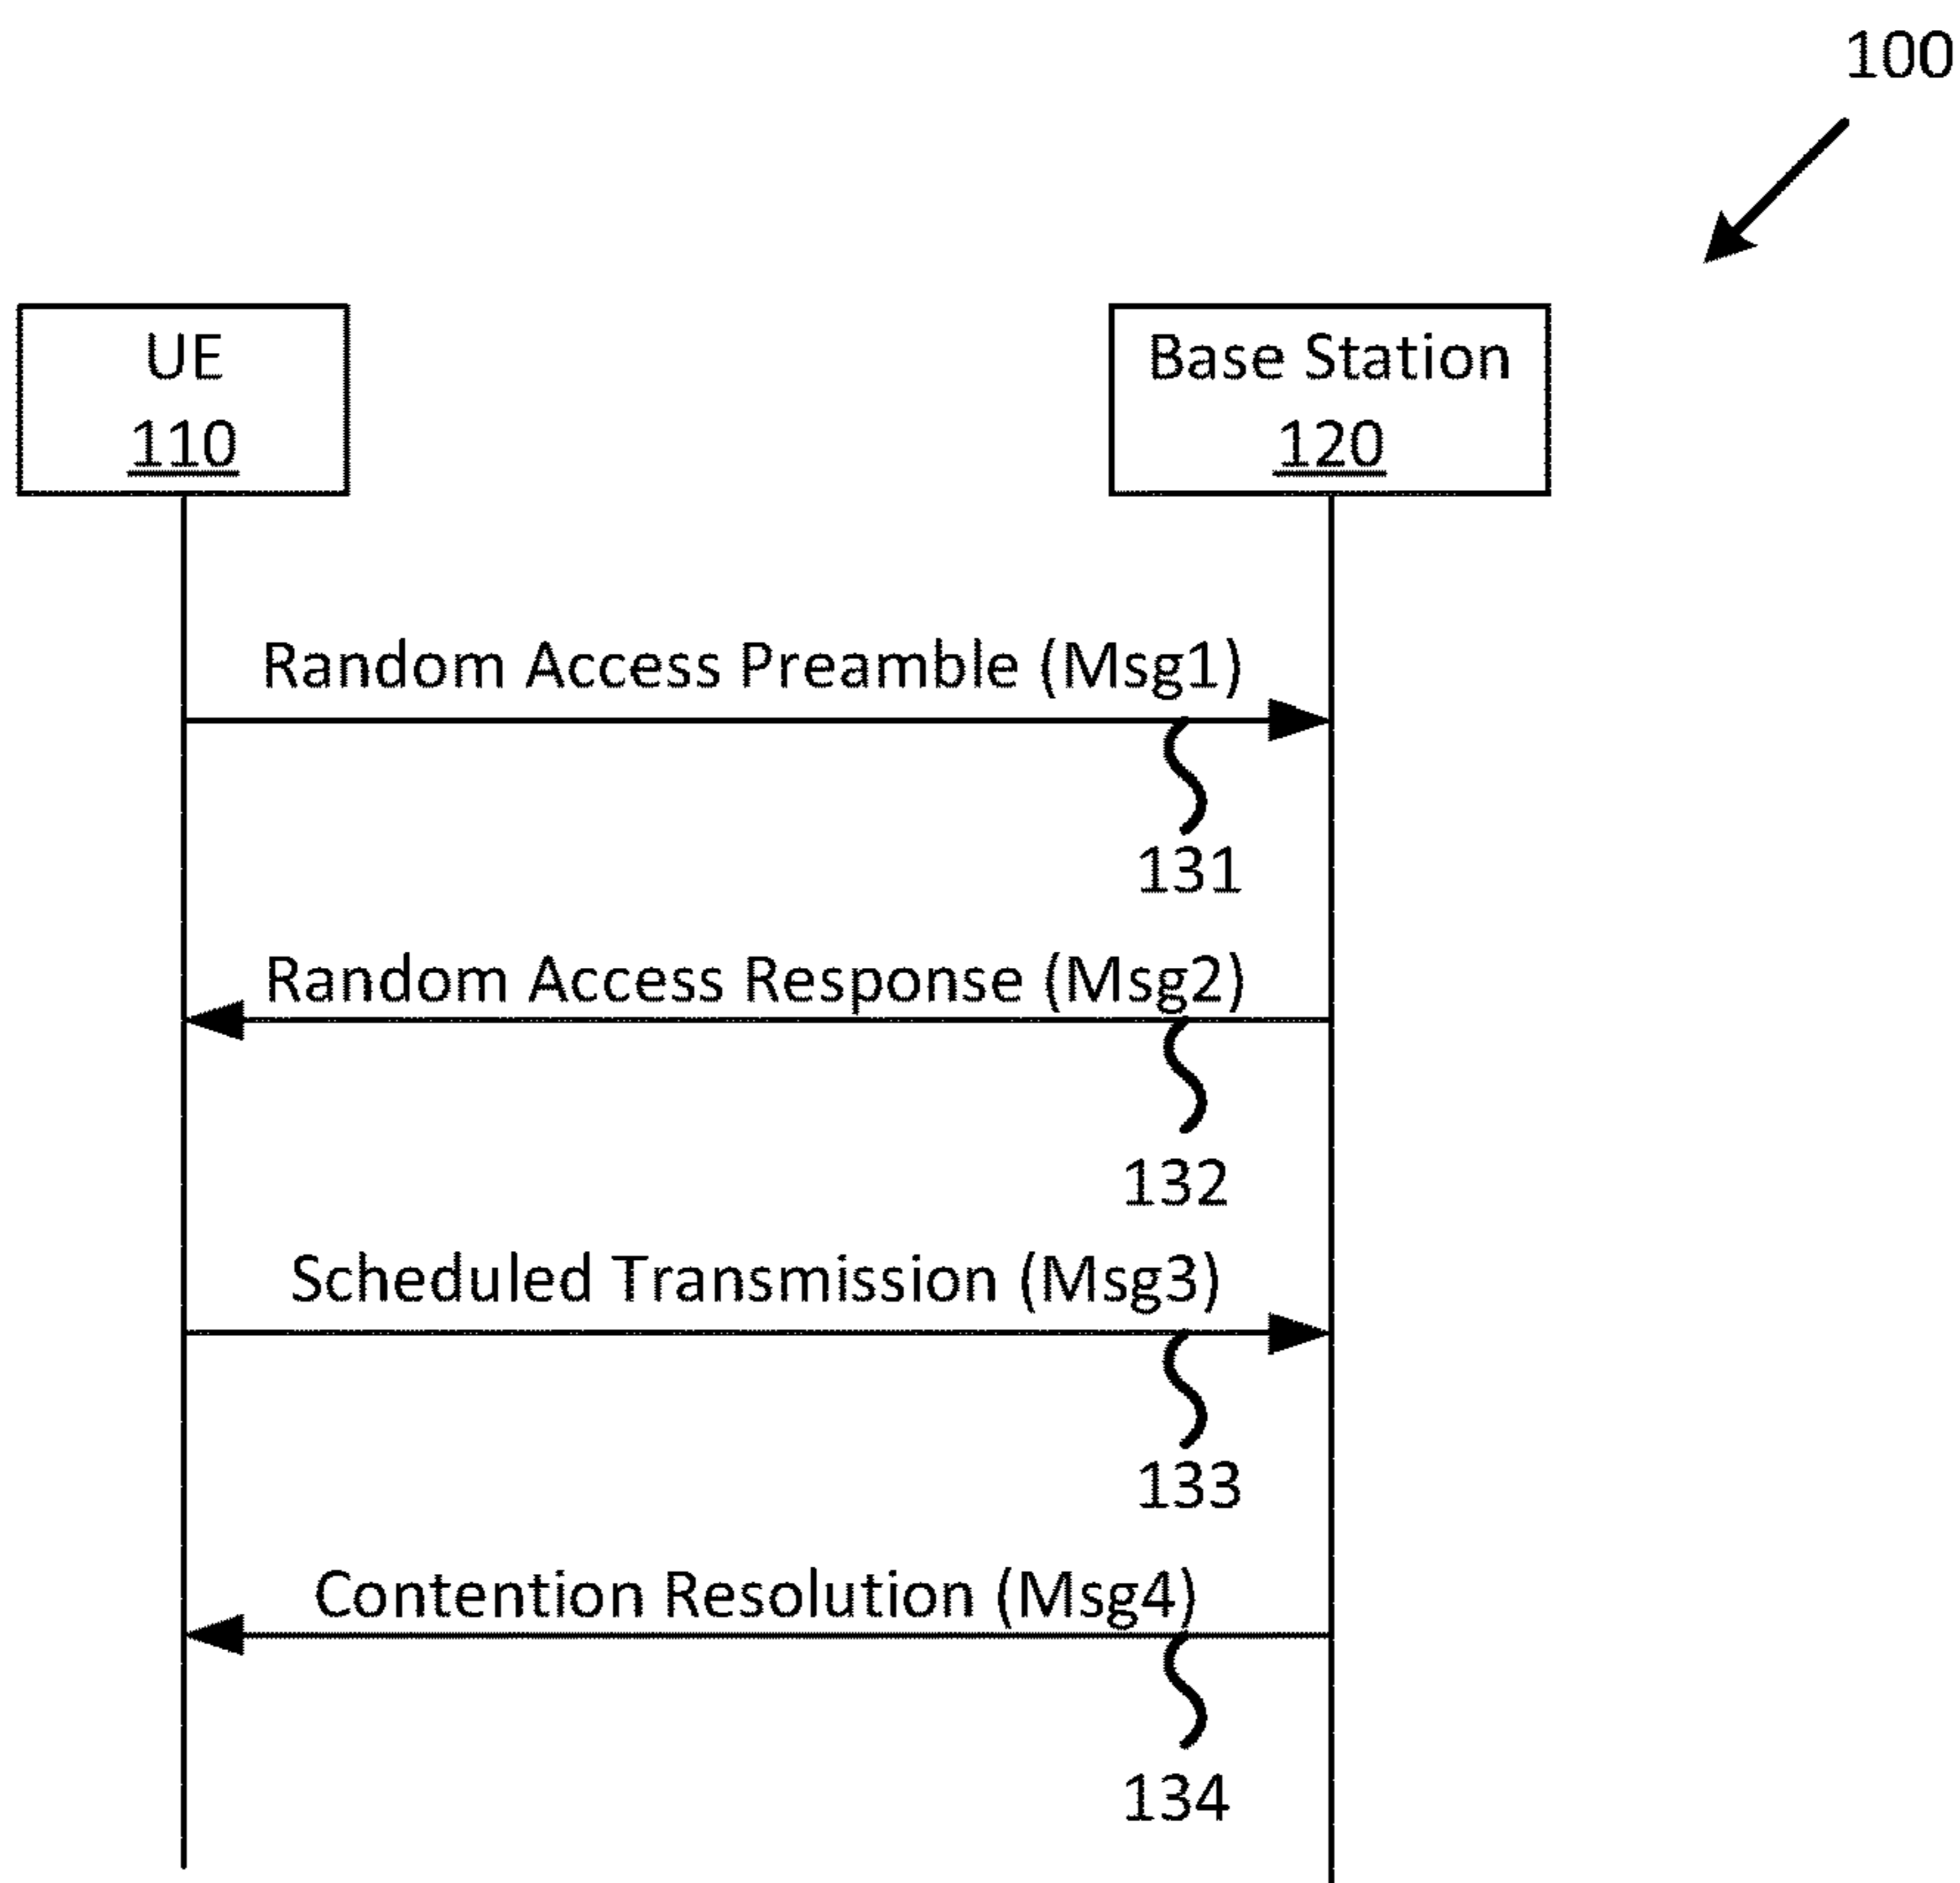 100
UE
110
Base Station
120
Random Access Preamble (Msg1)
131
Random Access Response (Msg2)
132
Scheduled Transmission (Msg3)
133
Contention Resolution (Msg4)
134